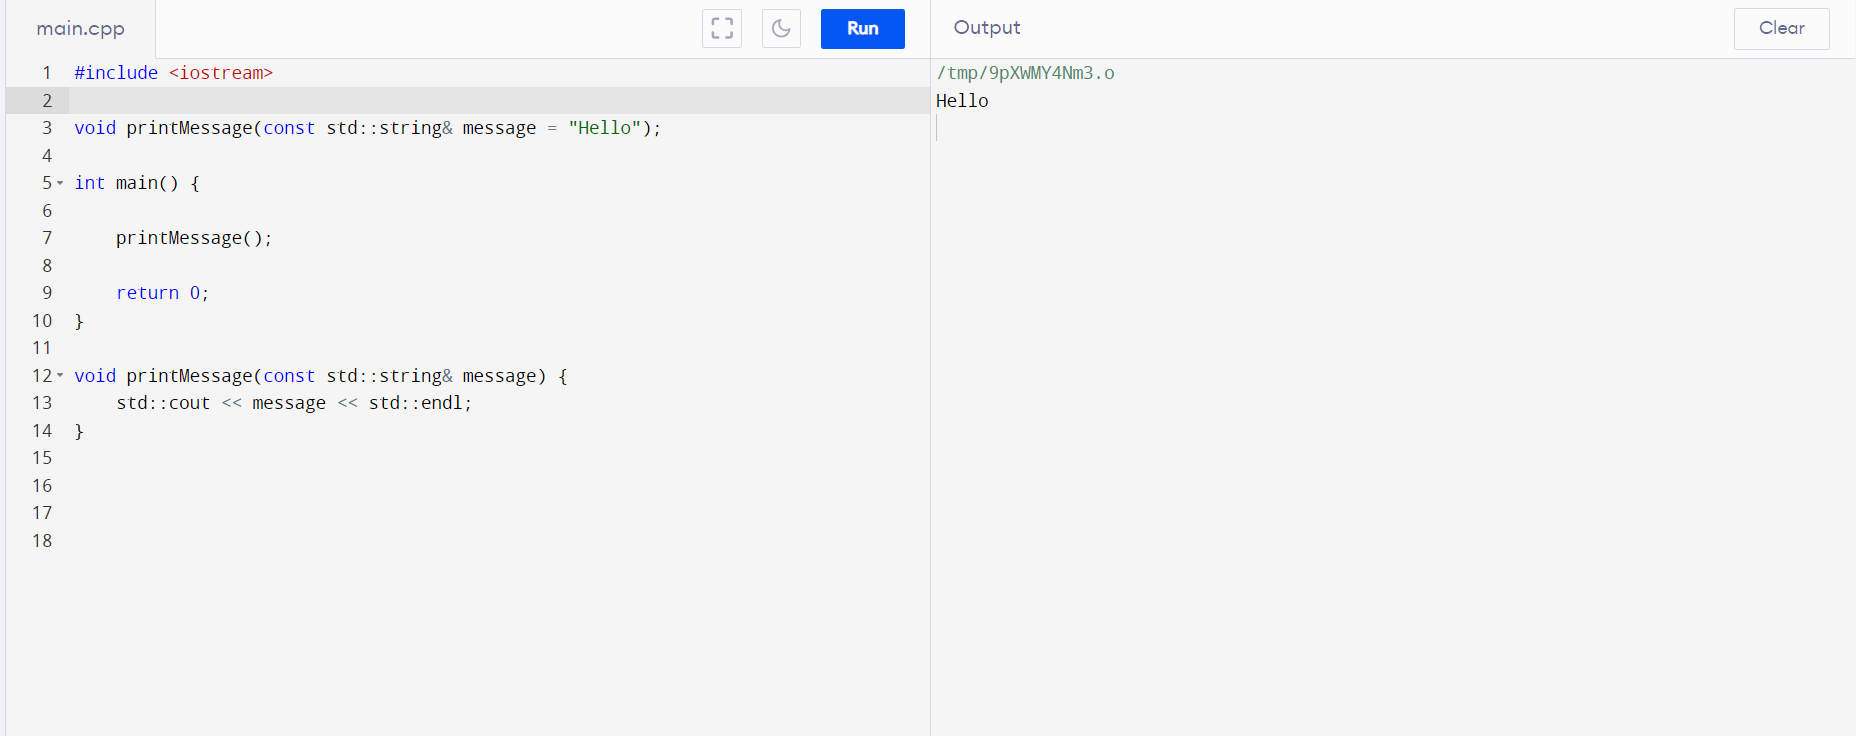 main.cpp
Run
Output
Clear
1 #include <iostream>
2
3 void printMessage(const std::string& message = "Hello");
4
5 int main() {
6
7     printMessage();
8
9     return 0;
10 }
11
12 void printMessage(const std::string& message) {
13     std::cout << message << std::endl;
14 }
15
16
17
18
/tmp/9pXWMY4Nm3.o
Hello